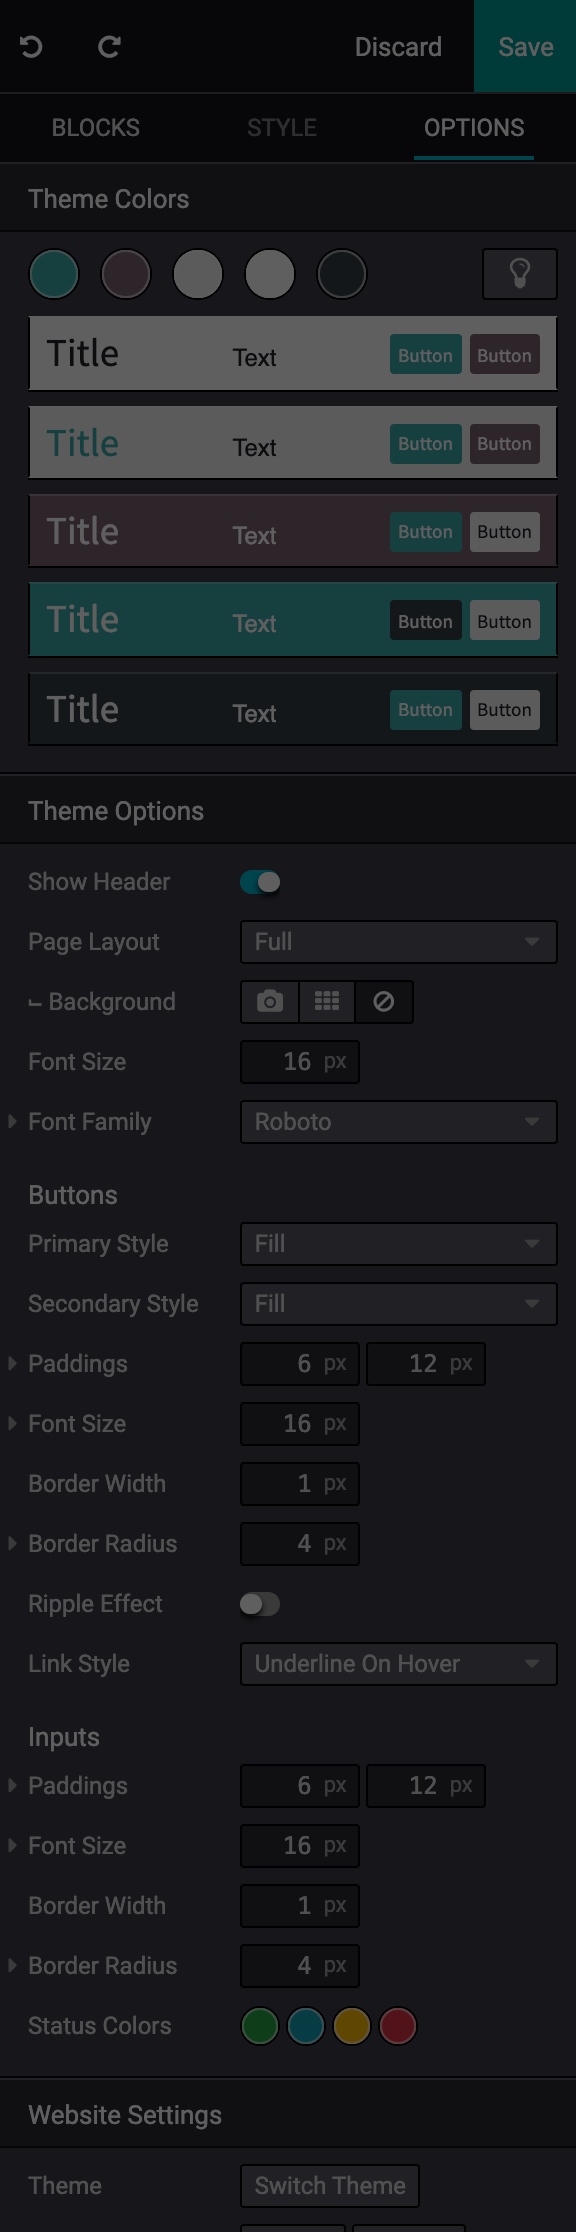 Discard Save
BLOCKS STYLE OPTIONS
Theme Colors
Title Text Button Button
Title Text Button Button
Title Text Button Button
Title Text Button Button
Title Text Button Button
Theme Options
Show Header
Page Layout Full
Background
Font Size 16 px
Font Family Roboto
Buttons
Primary Style Fill
Secondary Style Fill
Paddings 6 px 12 px
Font Size 16 px
Border Width 1 px
Border Radius 4 px
Ripple Effect
Link Style Underline On Hover
Inputs
Paddings 6 px 12 px
Font Size 16 px
Border Width 1 px
Border Radius 4 px
Status Colors
Website Settings
Theme Switch Theme